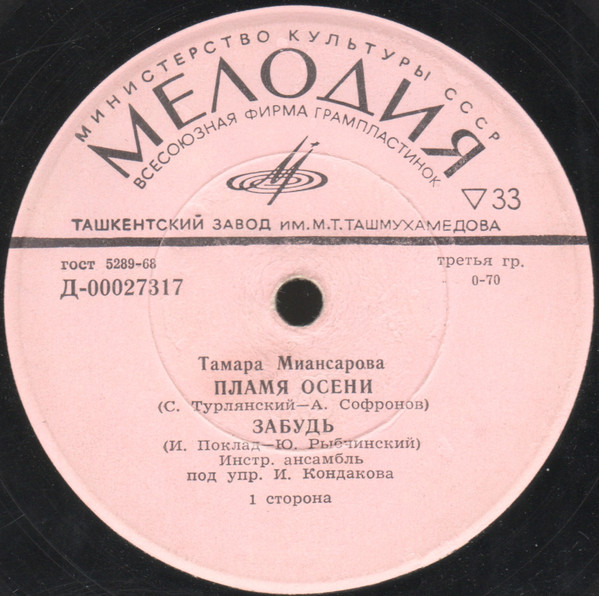 МИНИСТЕРСТВО КУЛЬТУРЫ СССР
МЕЛОДИЯ
ВСЕСОЮЗНАЯ ФИРМА ГРАМПЛАСТИНОК
▽33
ТАШКЕНТСКИЙ ЗАВОД ИМ. М.Т. ТАШМУХАМЕДОВА
ГОСТ 5289-68
третья гр.
Д-00027317
0-70
Тамара Миансарова
ПЛАМЯ ОСЕНИ
(С. Турлянский—А. Софронов)
ЗАБУДЬ
(И. Поклад—Ю. Рыбчинский)
Инстр. ансамбль
под упр. И. Кондакова
1 сторона